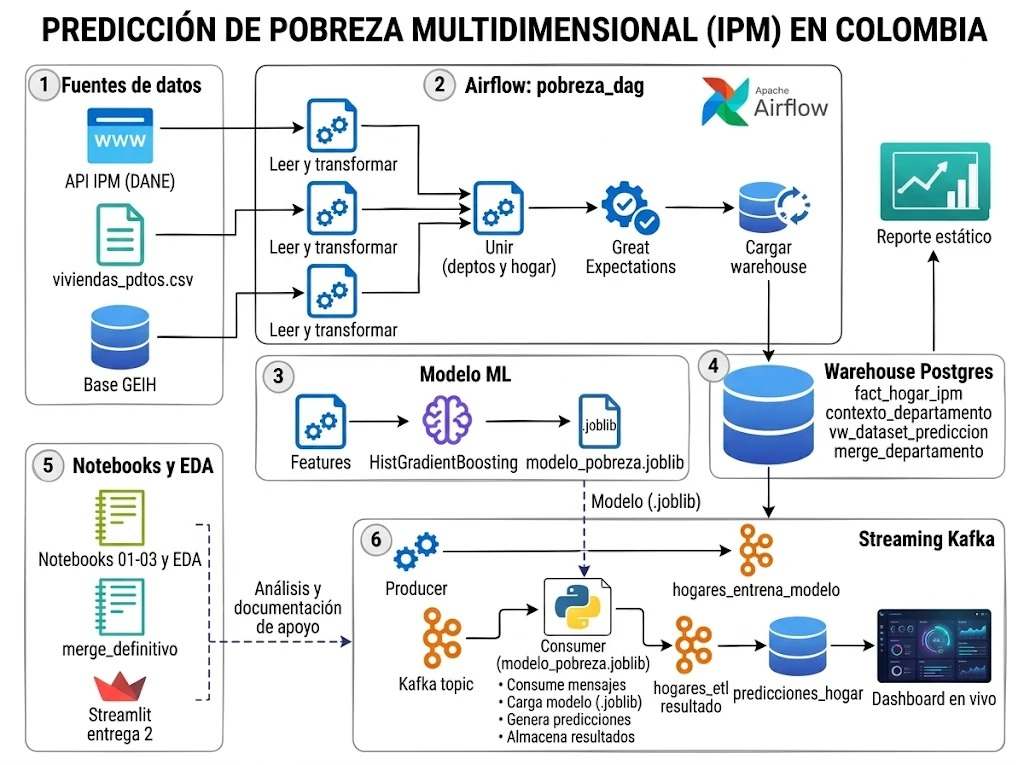 PREDICCIÓN DE POBREZA MULTIDIMENSIONAL (IPM) EN COLOMBIA
1 Fuentes de datos
www
API IPM (DANE)
viviendas_pdtos.csv
Base GEIH
2 Airflow: pobreza_dag
Apache
Airflow
Leer y transformar
Leer y transformar
Leer y transformar
Unir
(deptos y hogar)
Great
Expectations
Cargar
warehouse
Reporte estático
3 Modelo ML
Features
HistGradientBoosting
.joblib
modelo_pobreza.joblib
Modelo (.joblib)
4 Warehouse Postgres
fact_hogar_ipm
contexto_departamento
vw_dataset_prediccion
merge_departamento
5 Notebooks y EDA
Notebooks 01-03 y EDA
merge_definitivo
Streamlit
entrega 2
Análisis y
documentación
de apoyo
6 Streaming Kafka
Producer
hogares_entrena_modelo
Kafka topic
Consumer
(modelo_pobreza.joblib)
• Consume mensajes
• Carga modelo (.joblib)
• Genera predicciones
• Almacena resultados
hogares_etl
resultado
predicciones_hogar
Dashboard en vivo